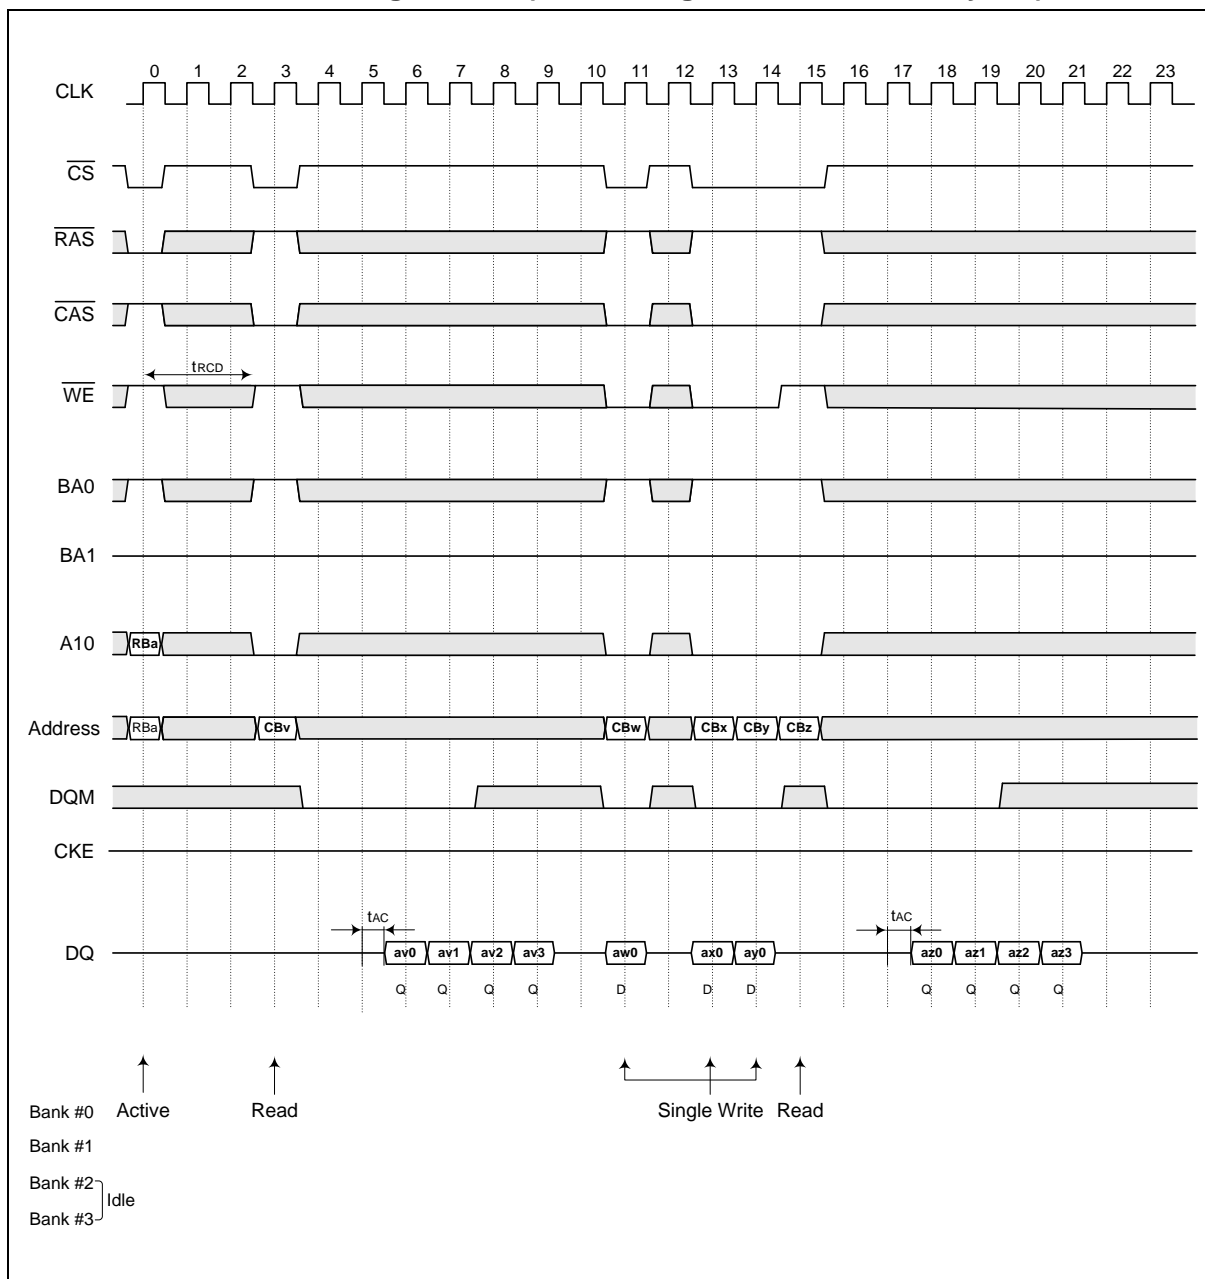 0 1 2 3 4 5 6 7 8 9 10 11 12 13 14 15 16 17 18 19 20 21 22 23
CLK
CS
RAS
CAS
tRCD
WE
BA0
BA1
A10 RBa
Address RBa CBv CBw CBx CBy CBz
DQM
CKE
tAC tAC
DQ av0 av1 av2 av3 aw0 ax0 ay0 az0 az1 az2 az3
Q Q Q Q D D D Q Q Q Q
Bank #0 Active Read Single Write Read
Bank #1
Bank #2
Idle
Bank #3